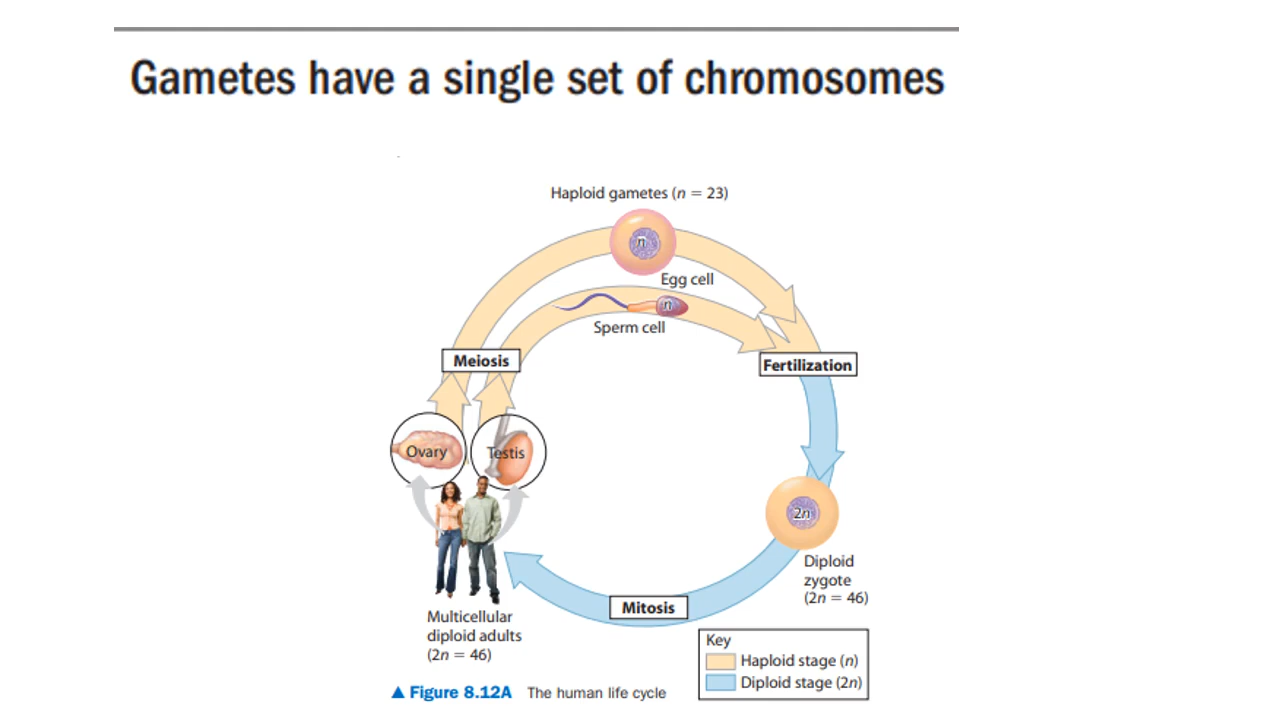 Gametes have a single set of chromosomes
Haploid gametes (n = 23)
n
Egg cell
n
Sperm cell
Meiosis
Fertilization
Ovary
Testis
2n
Diploid
zygote
(2n = 46)
Mitosis
Multicellular
diploid adults
(2n = 46)
Key
Haploid stage (n)
Diploid stage (2n)
▲ Figure 8.12A The human life cycle